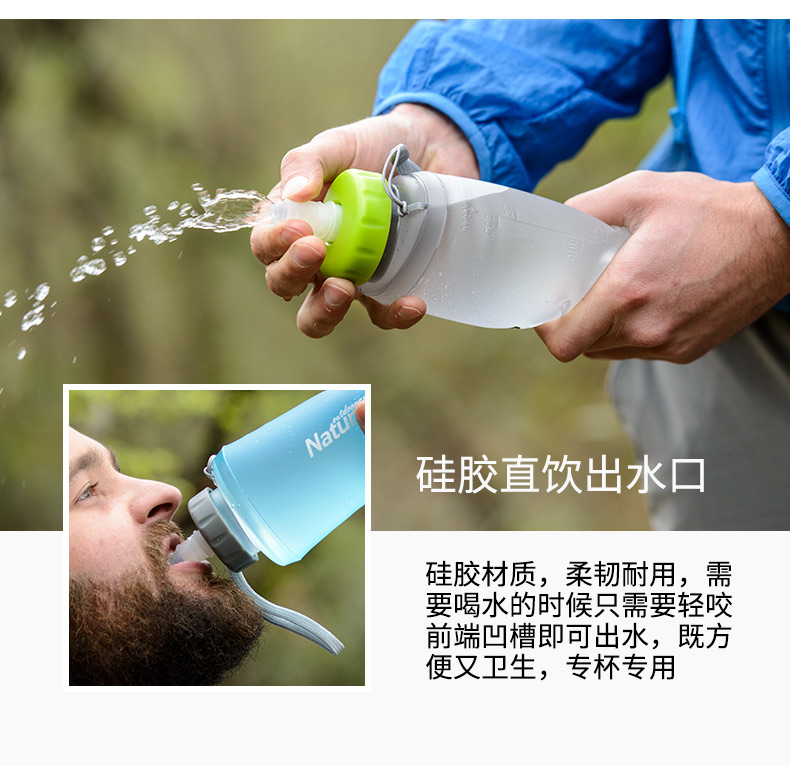 硅胶直饮出水口
outdoor
Natur
硅胶材质，柔韧耐用，需
要喝水的时候只需要轻咬
前端凹槽即可出水，既方
便又卫生，专杯专用